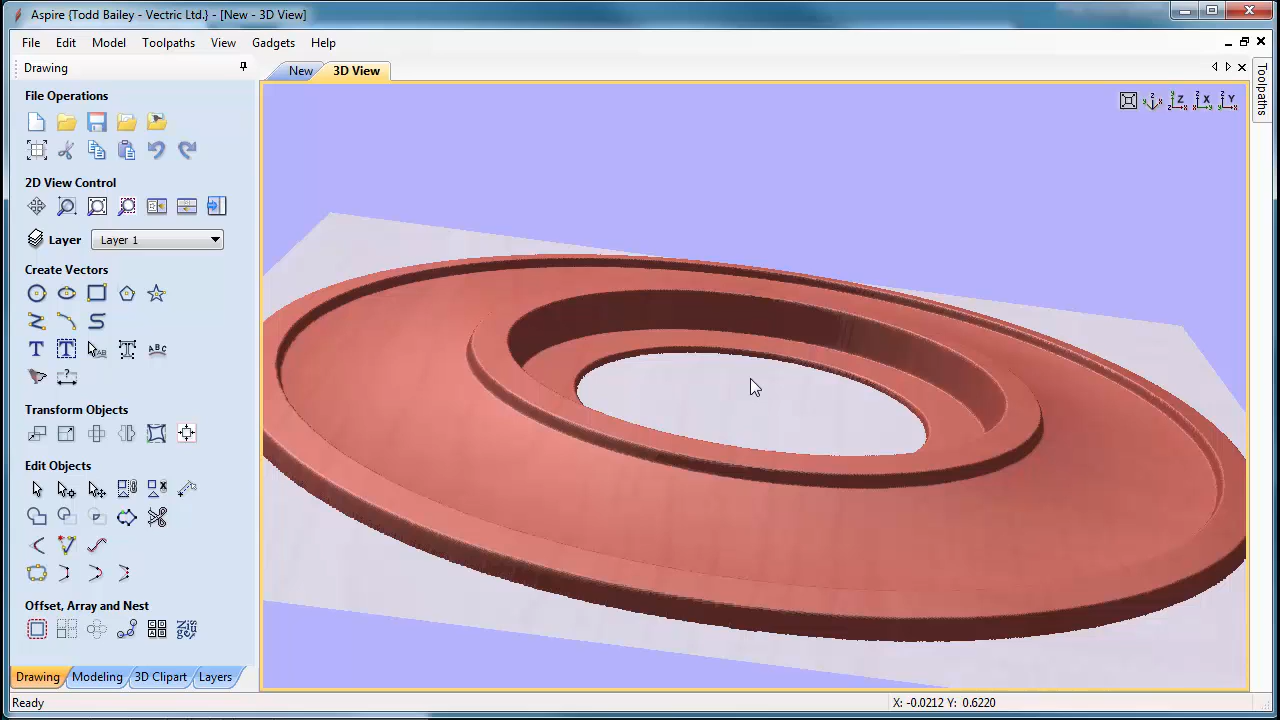 Aspire {Todd Bailey - Vectric Ltd.} - [New - 3D View]
File Edit Model Toolpaths View Gadgets Help
Drawing
New 3D View
Toolpaths
File Operations
2D View Control
Layer Layer 1
Create Vectors
Transform Objects
Edit Objects
Offset, Array and Nest
Drawing Modeling 3D Clipart Layers
Ready X: -0.0212 Y: 0.6220